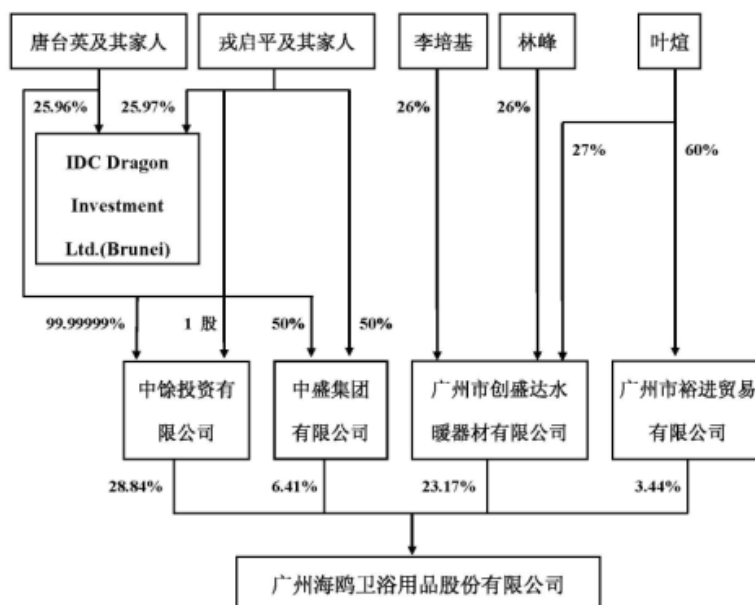 唐台英及其家人
戎启平及其家人
李培基
林峰
叶煊
25.96%
25.97%
26%
26%
27%
60%
IDC Dragon
Investment
Ltd.(Brunei)
99.99999%
1 股
50%
50%
中馀投资有
限公司
中盛集团
有限公司
广州市创盛达水
暖器材有限公司
广州市裕进贸易
有限公司
28.84%
6.41%
23.17%
3.44%
广州海鸥卫浴用品股份有限公司